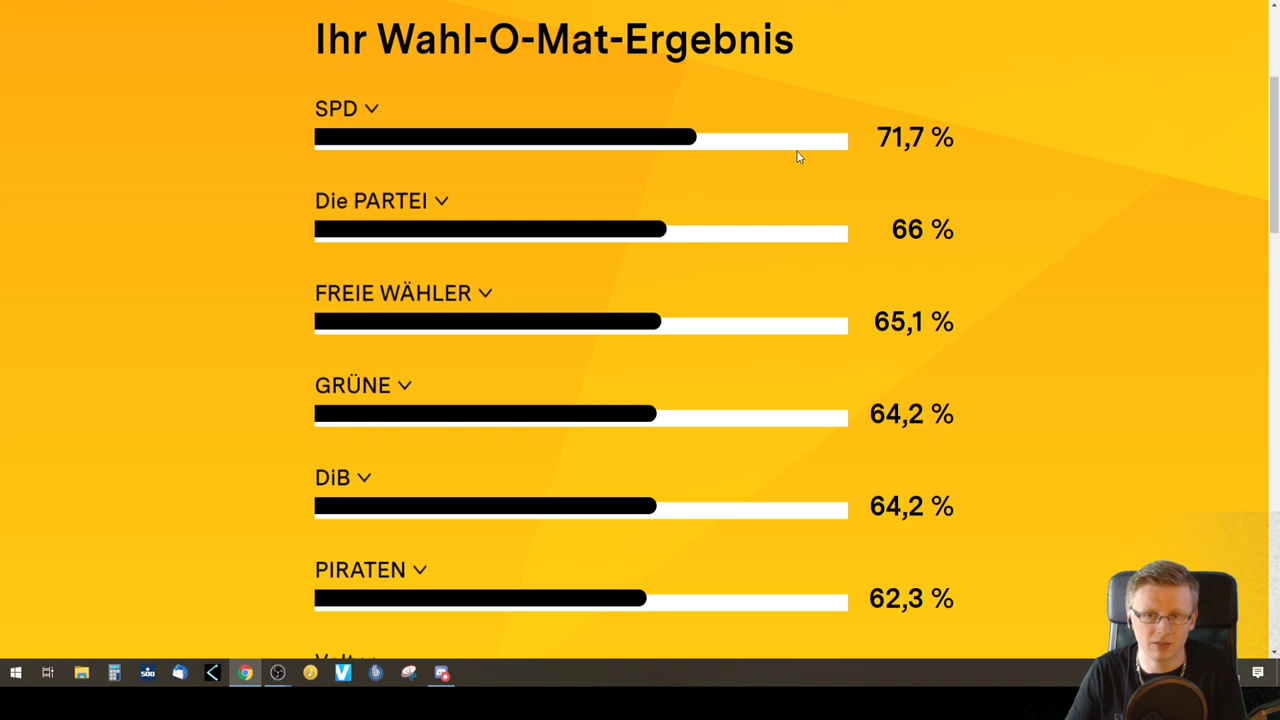 Ihr Wahl-O-Mat-Ergebnis
SPD
71,7 %
Die PARTEI
66 %
FREIE WÄHLER
65,1 %
GRÜNE
64,2 %
DiB
64,2 %
PIRATEN
62,3 %
500